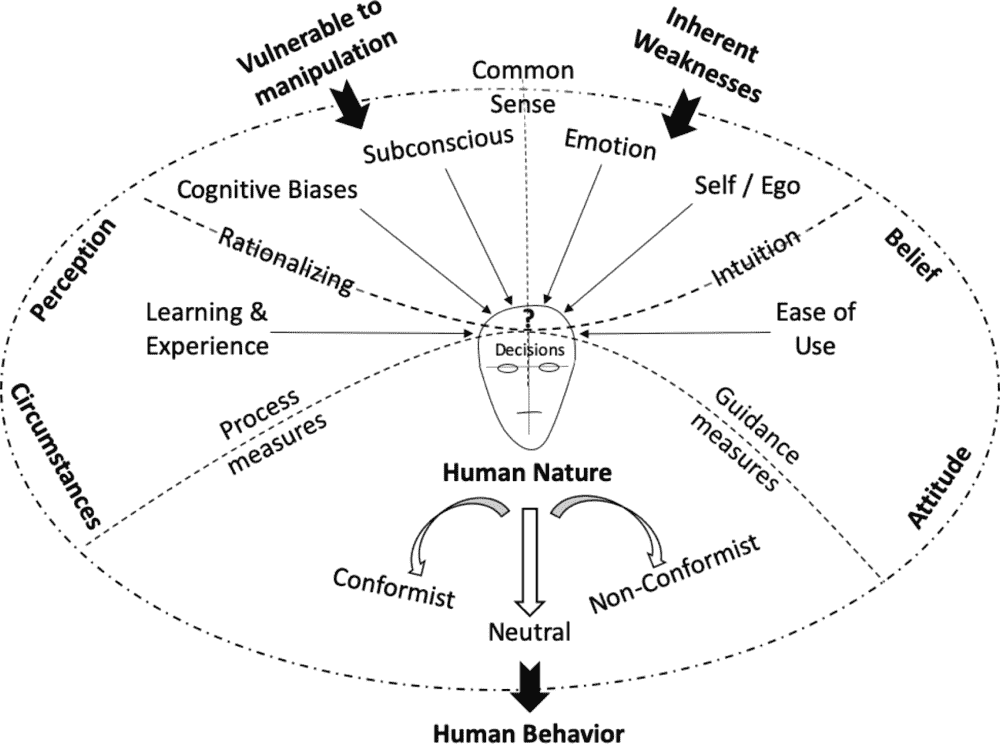 Vulnerable to
manipulation
Inherent
Weaknesses
Common
Sense
Subconscious
Emotion
Cognitive Biases
Self / Ego
Rationalizing
Intuition
Perception
Belief
Learning &
Experience
?
Decisions
Ease of
Use
Circumstances
Process
measures
Guidance
measures
Attitude
Human Nature
Conformist
Non-Conformist
Neutral
Human Behavior